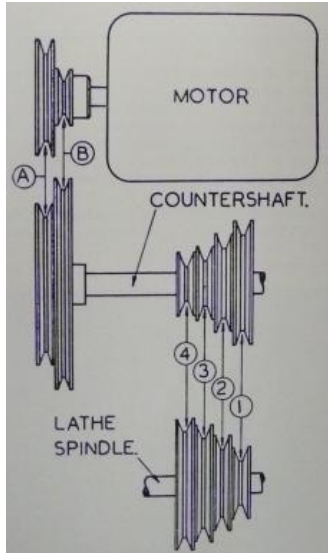 MOTOR
A
B
COUNTERSHAFT.
4
3
2
1
LATHE
SPINDLE.